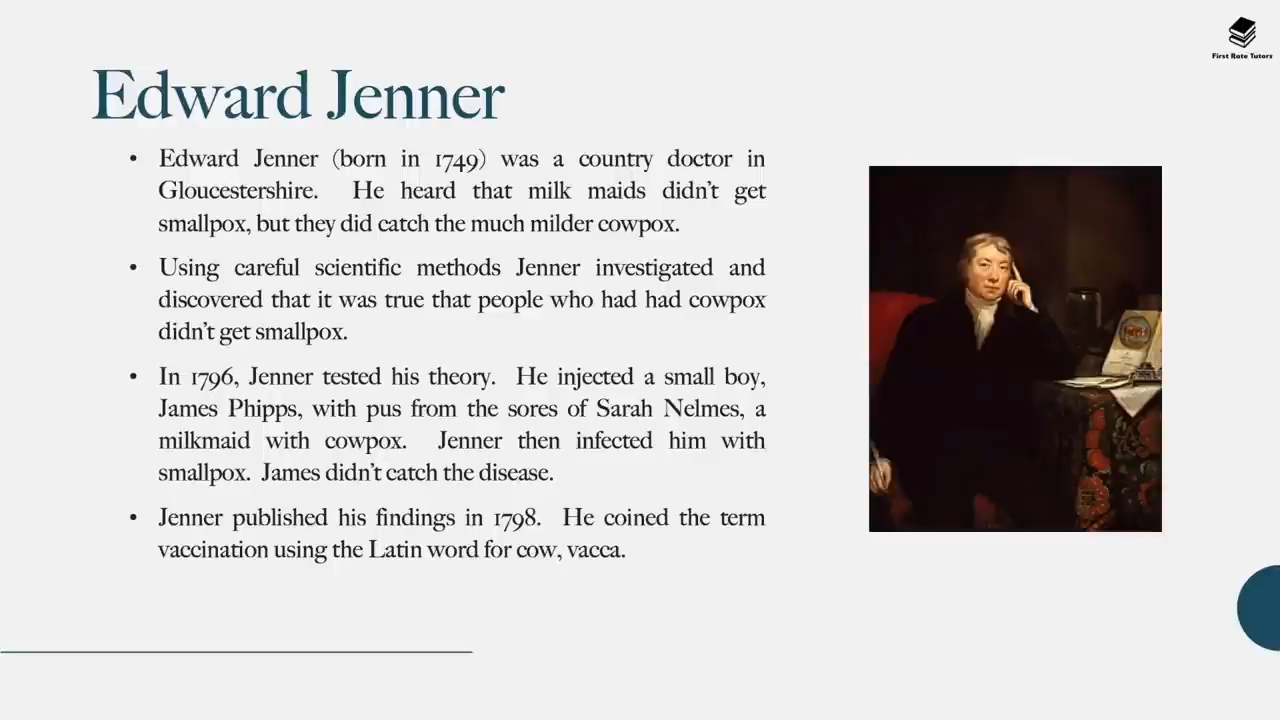 First Rate Tutors
Edward Jenner
• Edward Jenner (born in 1749) was a country doctor in
Gloucestershire. He heard that milk maids didn't get
smallpox, but they did catch the much milder cowpox.
• Using careful scientific methods Jenner investigated and
discovered that it was true that people who had had cowpox
didn't get smallpox.
• In 1796, Jenner tested his theory. He injected a small boy,
James Phipps, with pus from the sores of Sarah Nelmes, a
milkmaid with cowpox. Jenner then infected him with
smallpox. James didn't catch the disease.
• Jenner published his findings in 1798. He coined the term
vaccination using the Latin word for cow, vacca.